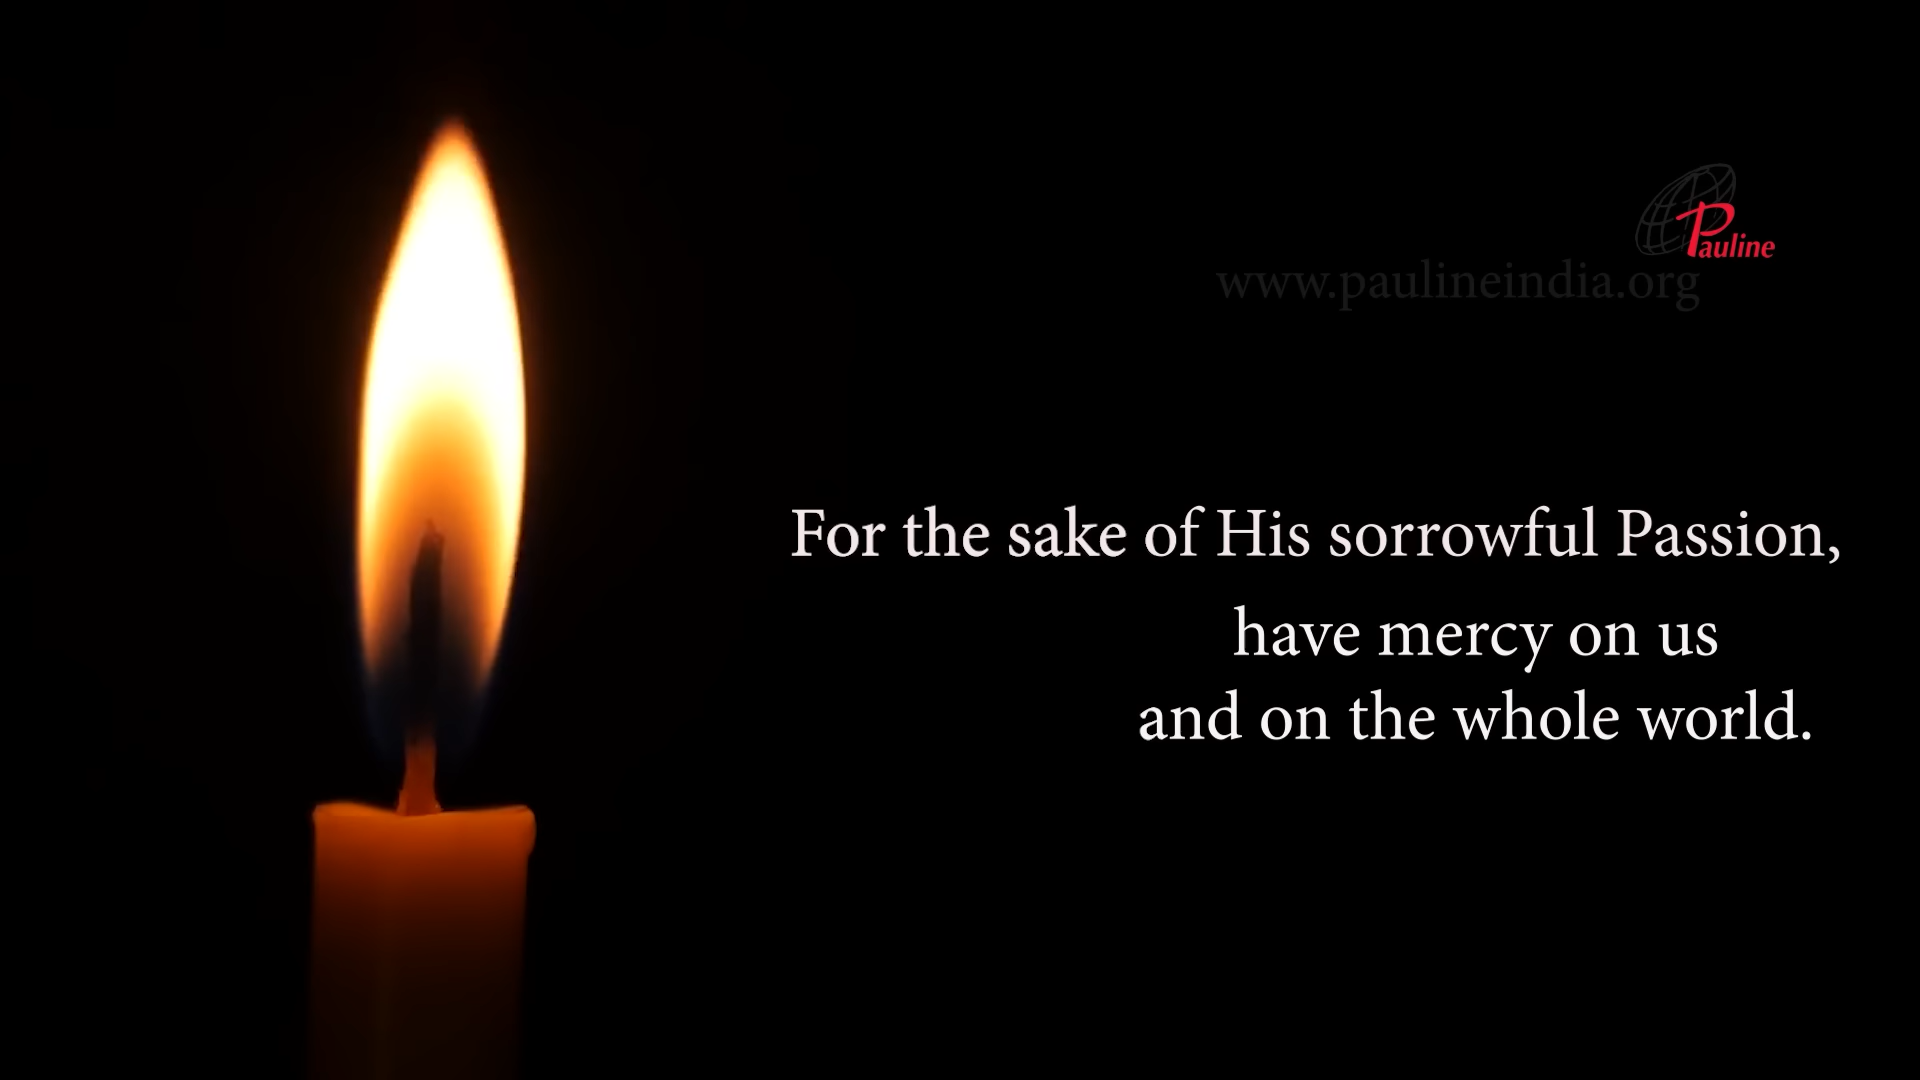 Pauline
www.paulineindia.org
For the sake of His sorrowful Passion,
have mercy on us
and on the whole world.